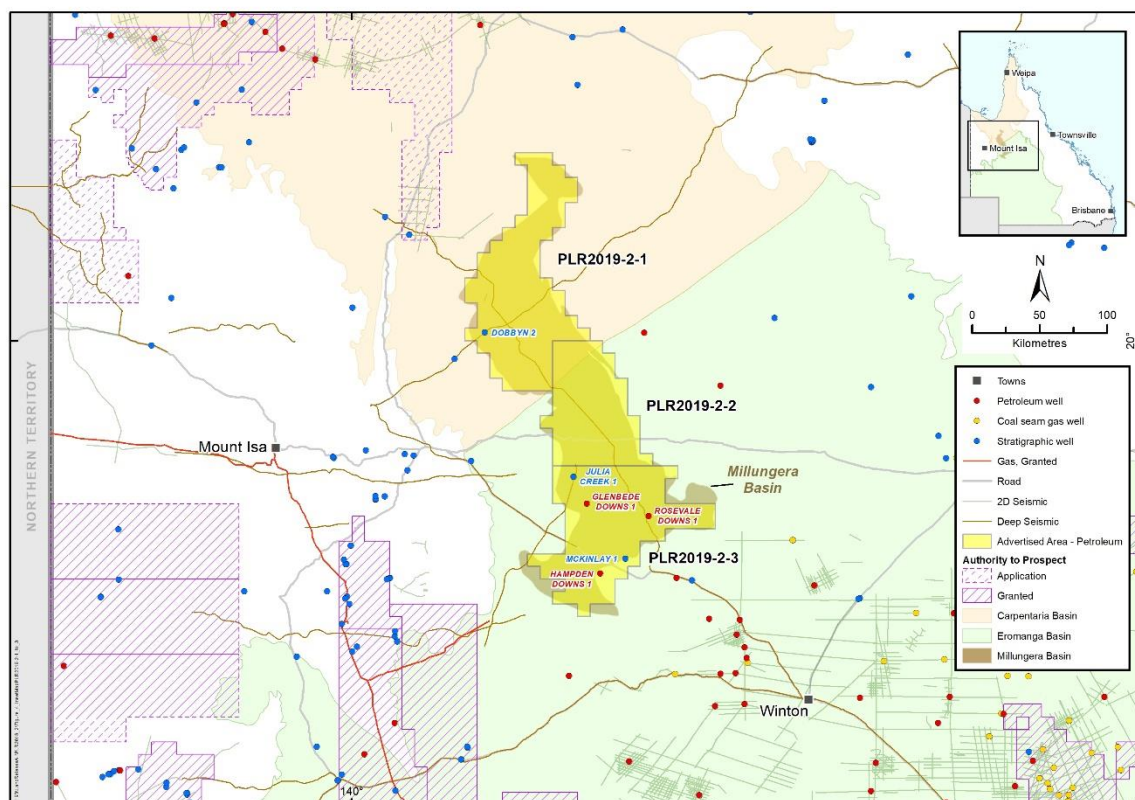 Weipa
Townsville
Mount Isa
Brisbane
N
0 50 100
Kilometres
20°
PLR2019-2-1
DOBBYN 2
PLR2019-2-2
Mount Isa
NORTHERN TERRITORY
JULIA
CREEK 1
Millungera
Basin
GLENBEDE
DOWNS 1
ROSEVALE
DOWNS 1
MCKINLAY 1
PLR2019-2-3
HAMPDEN
DOWNS 1
Winton
140°
Towns
Petroleum well
Coal seam gas well
Stratigraphic well
Gas, Granted
Road
2D Seismic
Deep Seismic
Advertised Area - Petroleum
Authority to Prospect
Application
Granted
Carpentaria Basin
Eromanga Basin
Millungera Basin